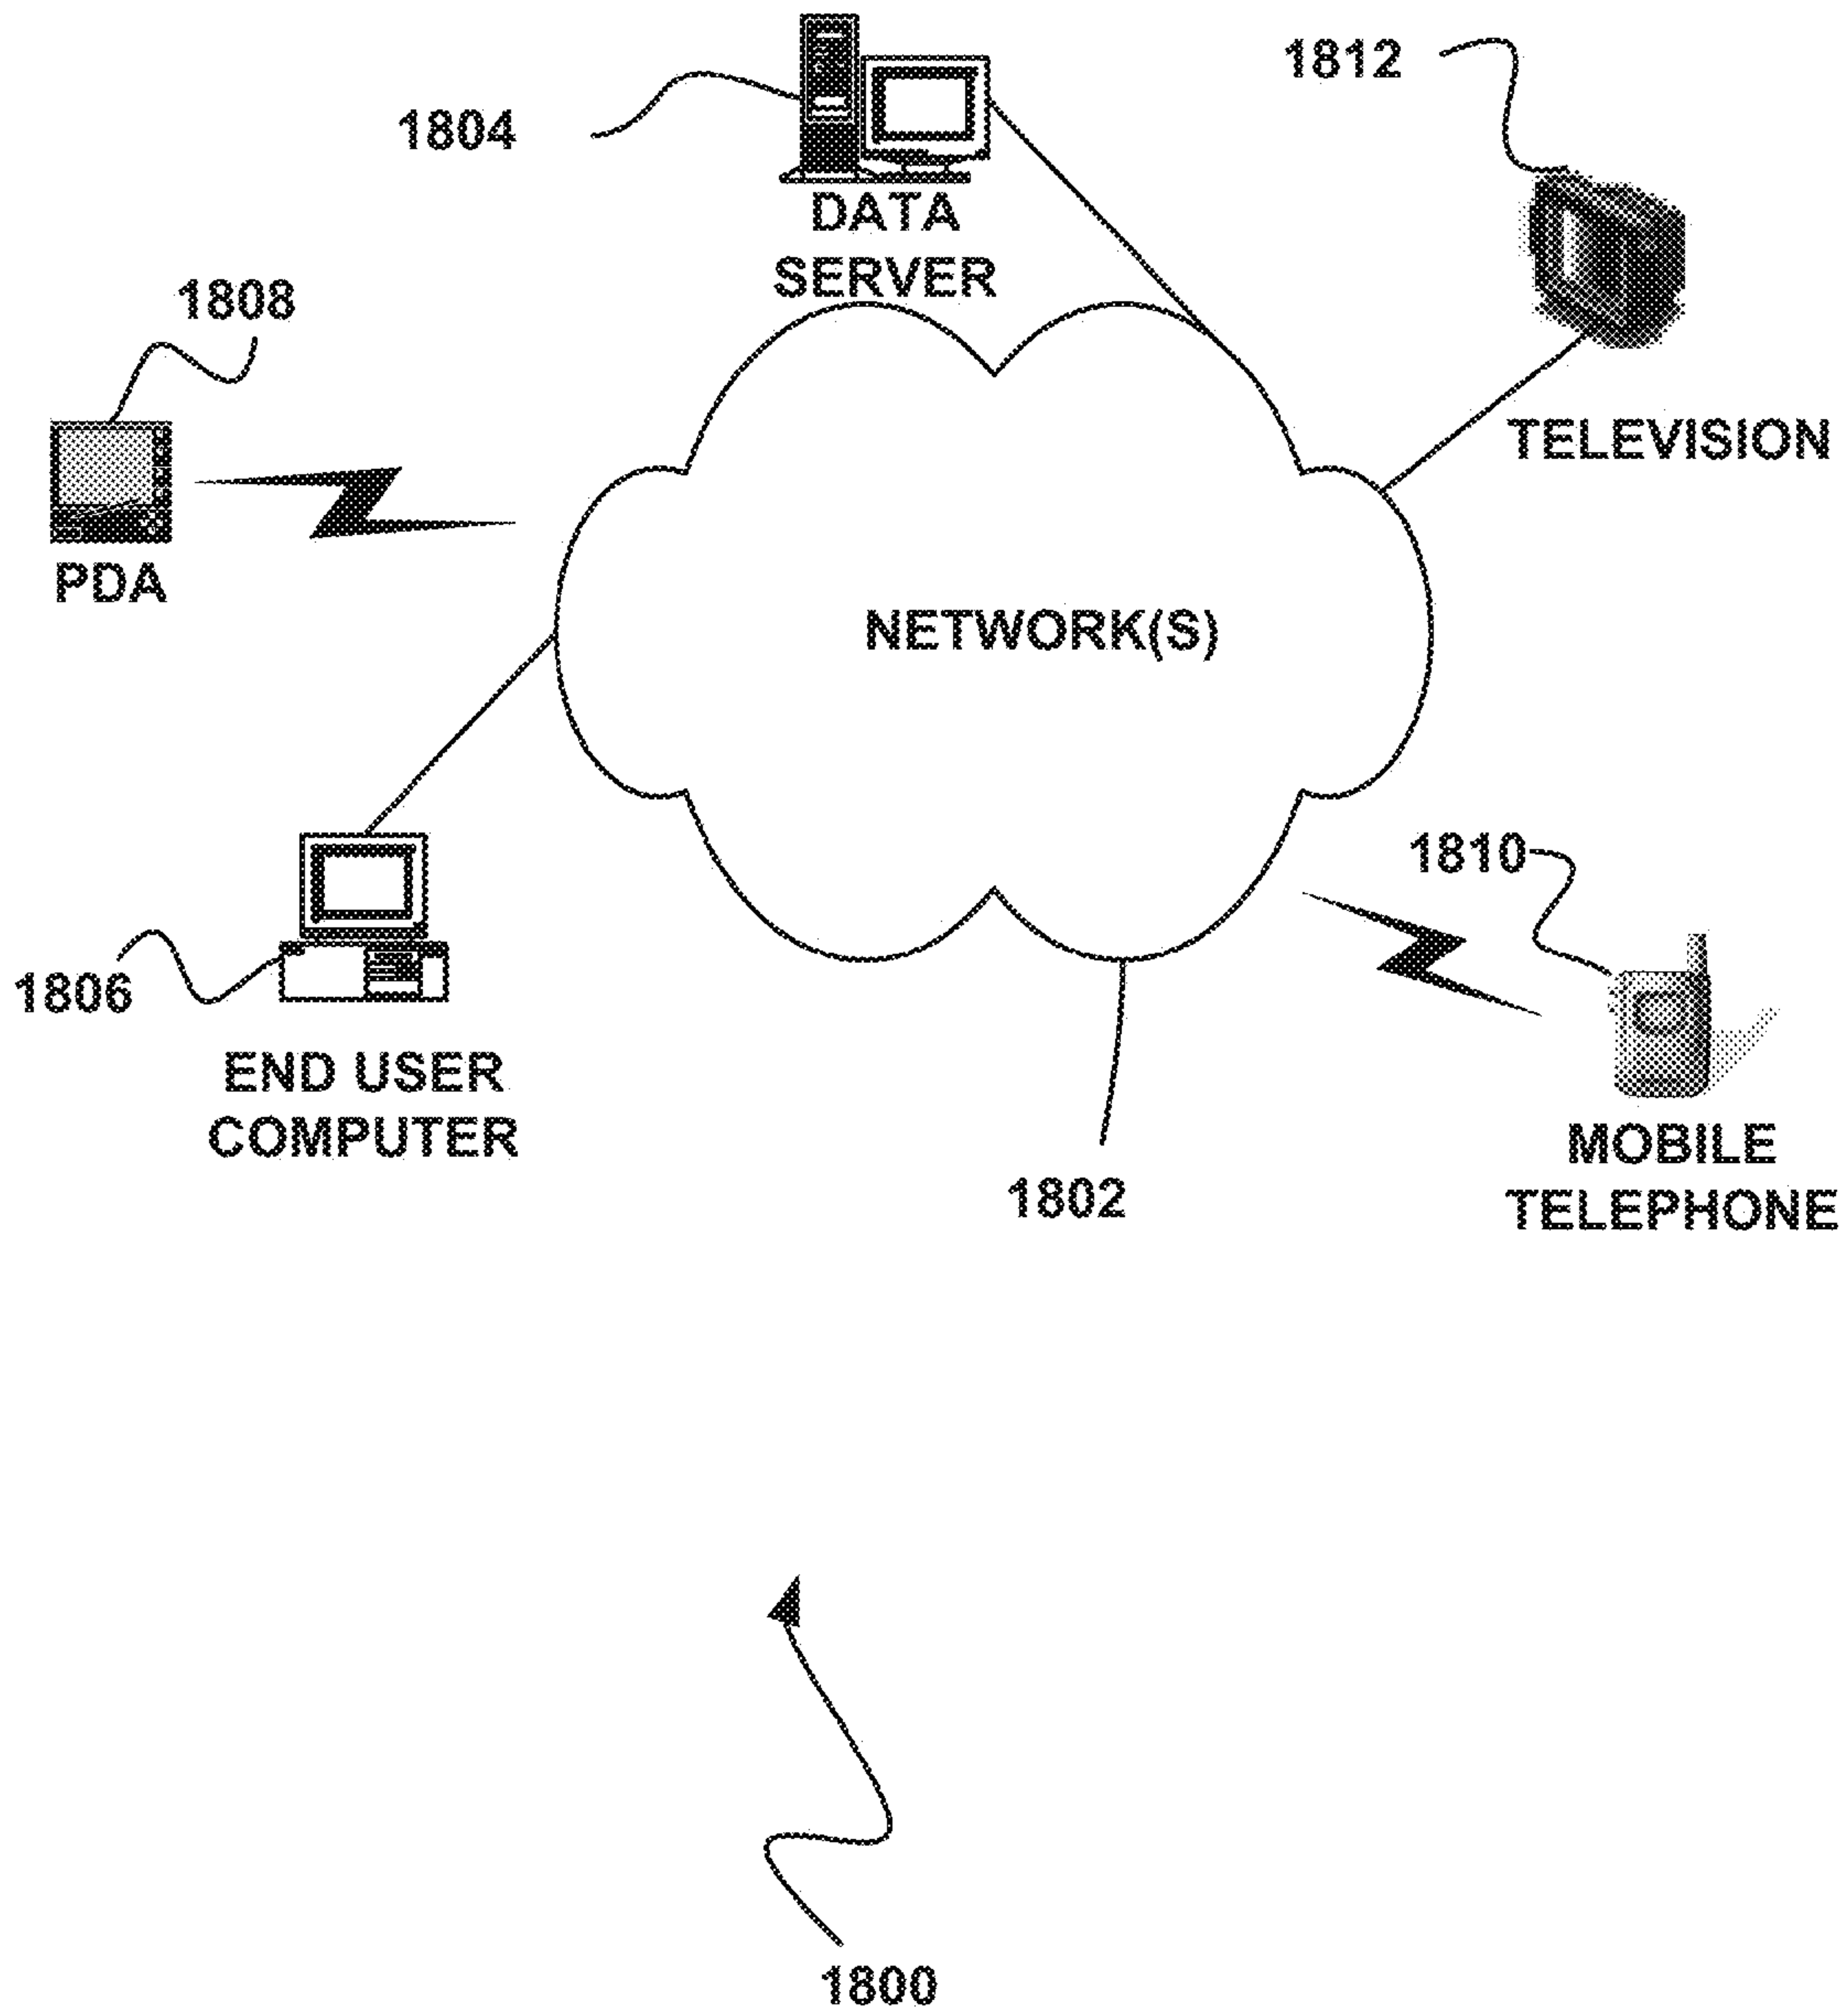 1812
1804
DATA
SERVER
1808
TELEVISION
PDA
NETWORK(S)
1810
1806
END USER
COMPUTER
MOBILE
TELEPHONE
1802
1800